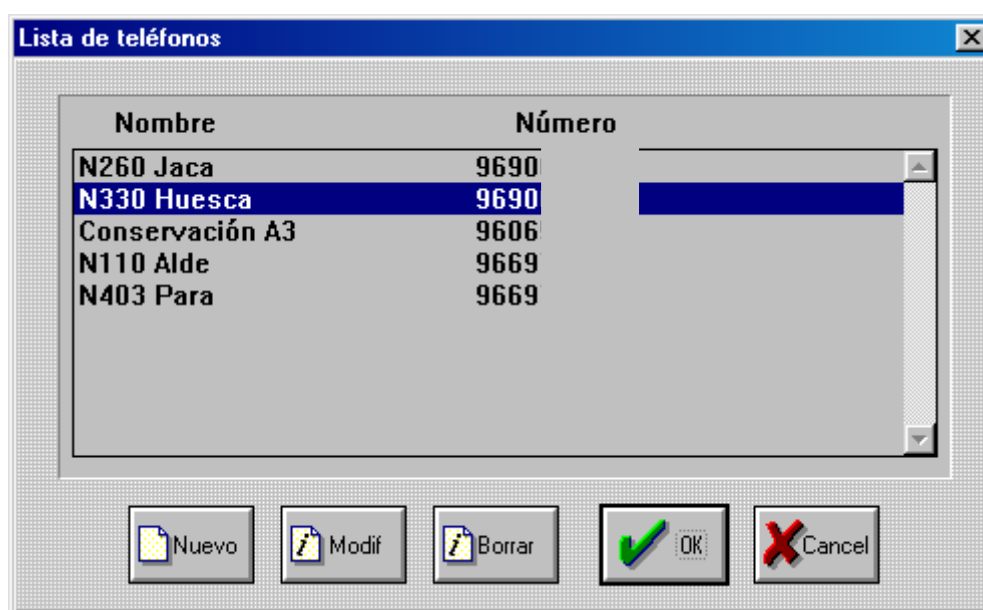 Lista de teléfonos
Nombre Número
N260 Jaca 9690
N330 Huesca 9690
Conservación A3 9606
N110 Alde 9669
N403 Para 9669
Nuevo Modif Borrar OK Cancel